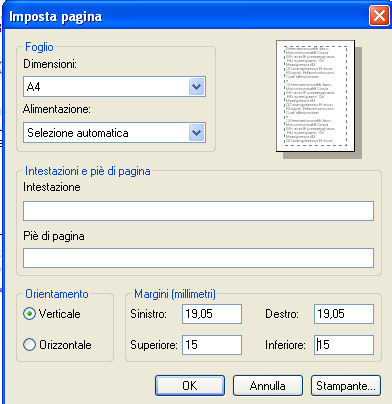 Imposta pagina
Foglio
Dimensioni:
A4
Alimentazione:
Selezione automatica
Intestazioni e piè di pagina
Intestazione
Piè di pagina
Orientamento
Verticale
Orizzontale
Margini (millimetri)
Sinistro: 19,05 Destro: 19,05
Superiore: 15 Inferiore: 15
OK Annulla Stampante...